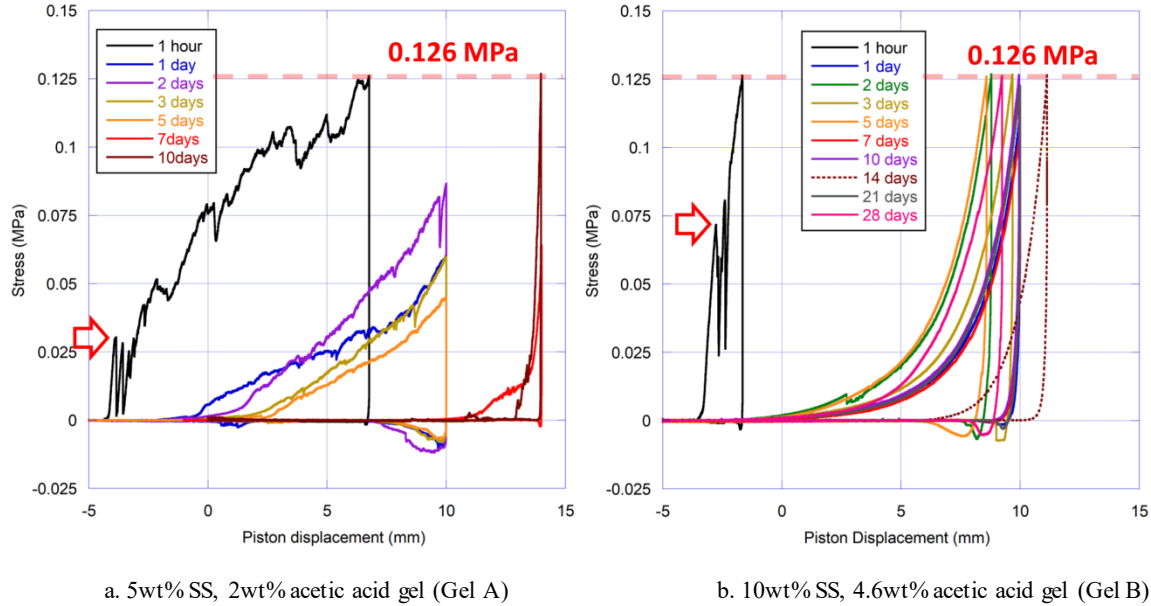 0.15
0.125
0.1
0.075
0.05
0.025
0
-0.025
Stress (MPa)
1 hour
1 day
2 days
3 days
5 days
7days
10days
0.126 MPa
-5 0 5 10 15
Piston displacement (mm)
a. 5wt% SS, 2wt% acetic acid gel (Gel A)
0.15
0.125
0.1
0.075
0.05
0.025
0
-0.025
Stress (MPa)
1 hour
1 day
2 days
3 days
5 days
7 days
10 days
14 days
21 days
28 days
0.126 MPa
-5 0 5 10 15
Piston Displacement (mm)
b. 10wt% SS, 4.6wt% acetic acid gel (Gel B)